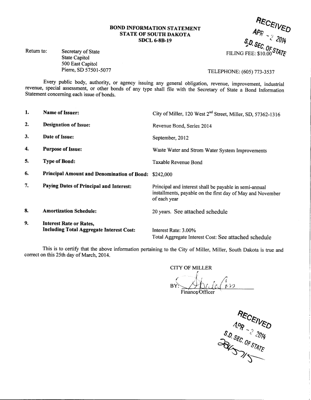 BOND INFORMATION STATEMENT
STATE OF SOUTH DAKOTA
SDCL 6-8B-19
RECEIVED
APR - 2 2014
S.D. SEC. OF STATE
Return to: Secretary of State
State Capitol
500 East Capitol
Pierre, SD 57501-5077
FILING FEE: $10.00
TELEPHONE: (605) 773-3537
Every public body, authority, or agency issuing any general obligation, revenue, improvement, industrial
revenue, special assessment, or other bonds of any type shall file with the Secretary of State a Bond Information
Statement concerning each issue of bonds.
1. Name of Issuer: City of Miller, 120 West 2nd Street, Miller, SD, 57362-1316
2. Designation of Issue: Revenue Bond, Series 2014
3. Date of Issue: September, 2012
4. Purpose of Issue: Waste Water and Strom Water System Improvements
5. Type of Bond: Taxable Revenue Bond
6. Principal Amount and Denomination of Bond: $242,000
7. Paying Dates of Principal and Interest: Principal and interest shall be payable in semi-annual
installments, payable on the first day of May and November
of each year
8. Amortization Schedule: 20 years. See attached schedule
9. Interest Rate or Rates,
Including Total Aggregate Interest Cost: Interest Rate: 3.00%
Total Aggregate Interest Cost: See attached schedule
This is to certify that the above information pertaining to the City of Miller, Miller, South Dakota is true and
correct on this 25th day of March, 2014.
CITY OF MILLER
BY:
Finance Officer
RECEIVED
APR - 2 2014
S.D. SEC. OF STATE